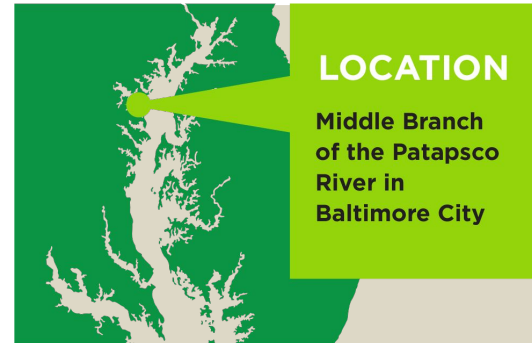 LOCATION
Middle Branch
of the Patapsco
River in
Baltimore City